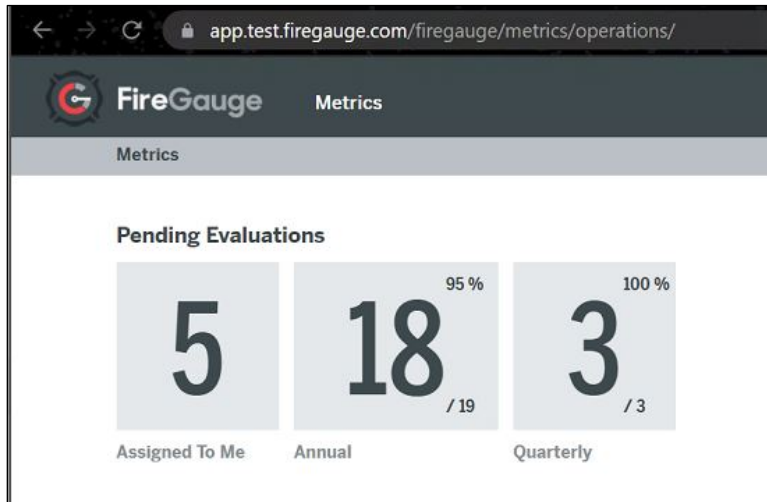 app.test.firegauge.com/firegauge/metrics/operations/
FireGauge Metrics
Metrics
Pending Evaluations
5
18 95 % / 19
3 100 % / 3
Assigned To Me Annual Quarterly